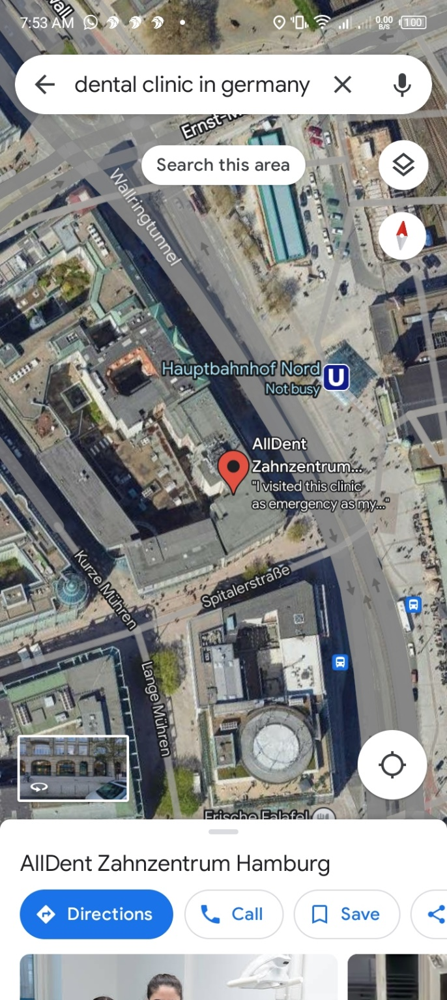 all
7:53 AM
0.00
B/S
100
dental clinic in germany
Search this area
Wallringtunnel
Hauptbahnhof Nord
U
Not busy
AllDent
Zahnzentrum...
"I visited this clinic
as emergency as my..."
Kurze Mühren
Spitalerstraße
Lange Mühren
Frische Falafel
AllDent Zahnzentrum Hamburg
Directions
Call
Save